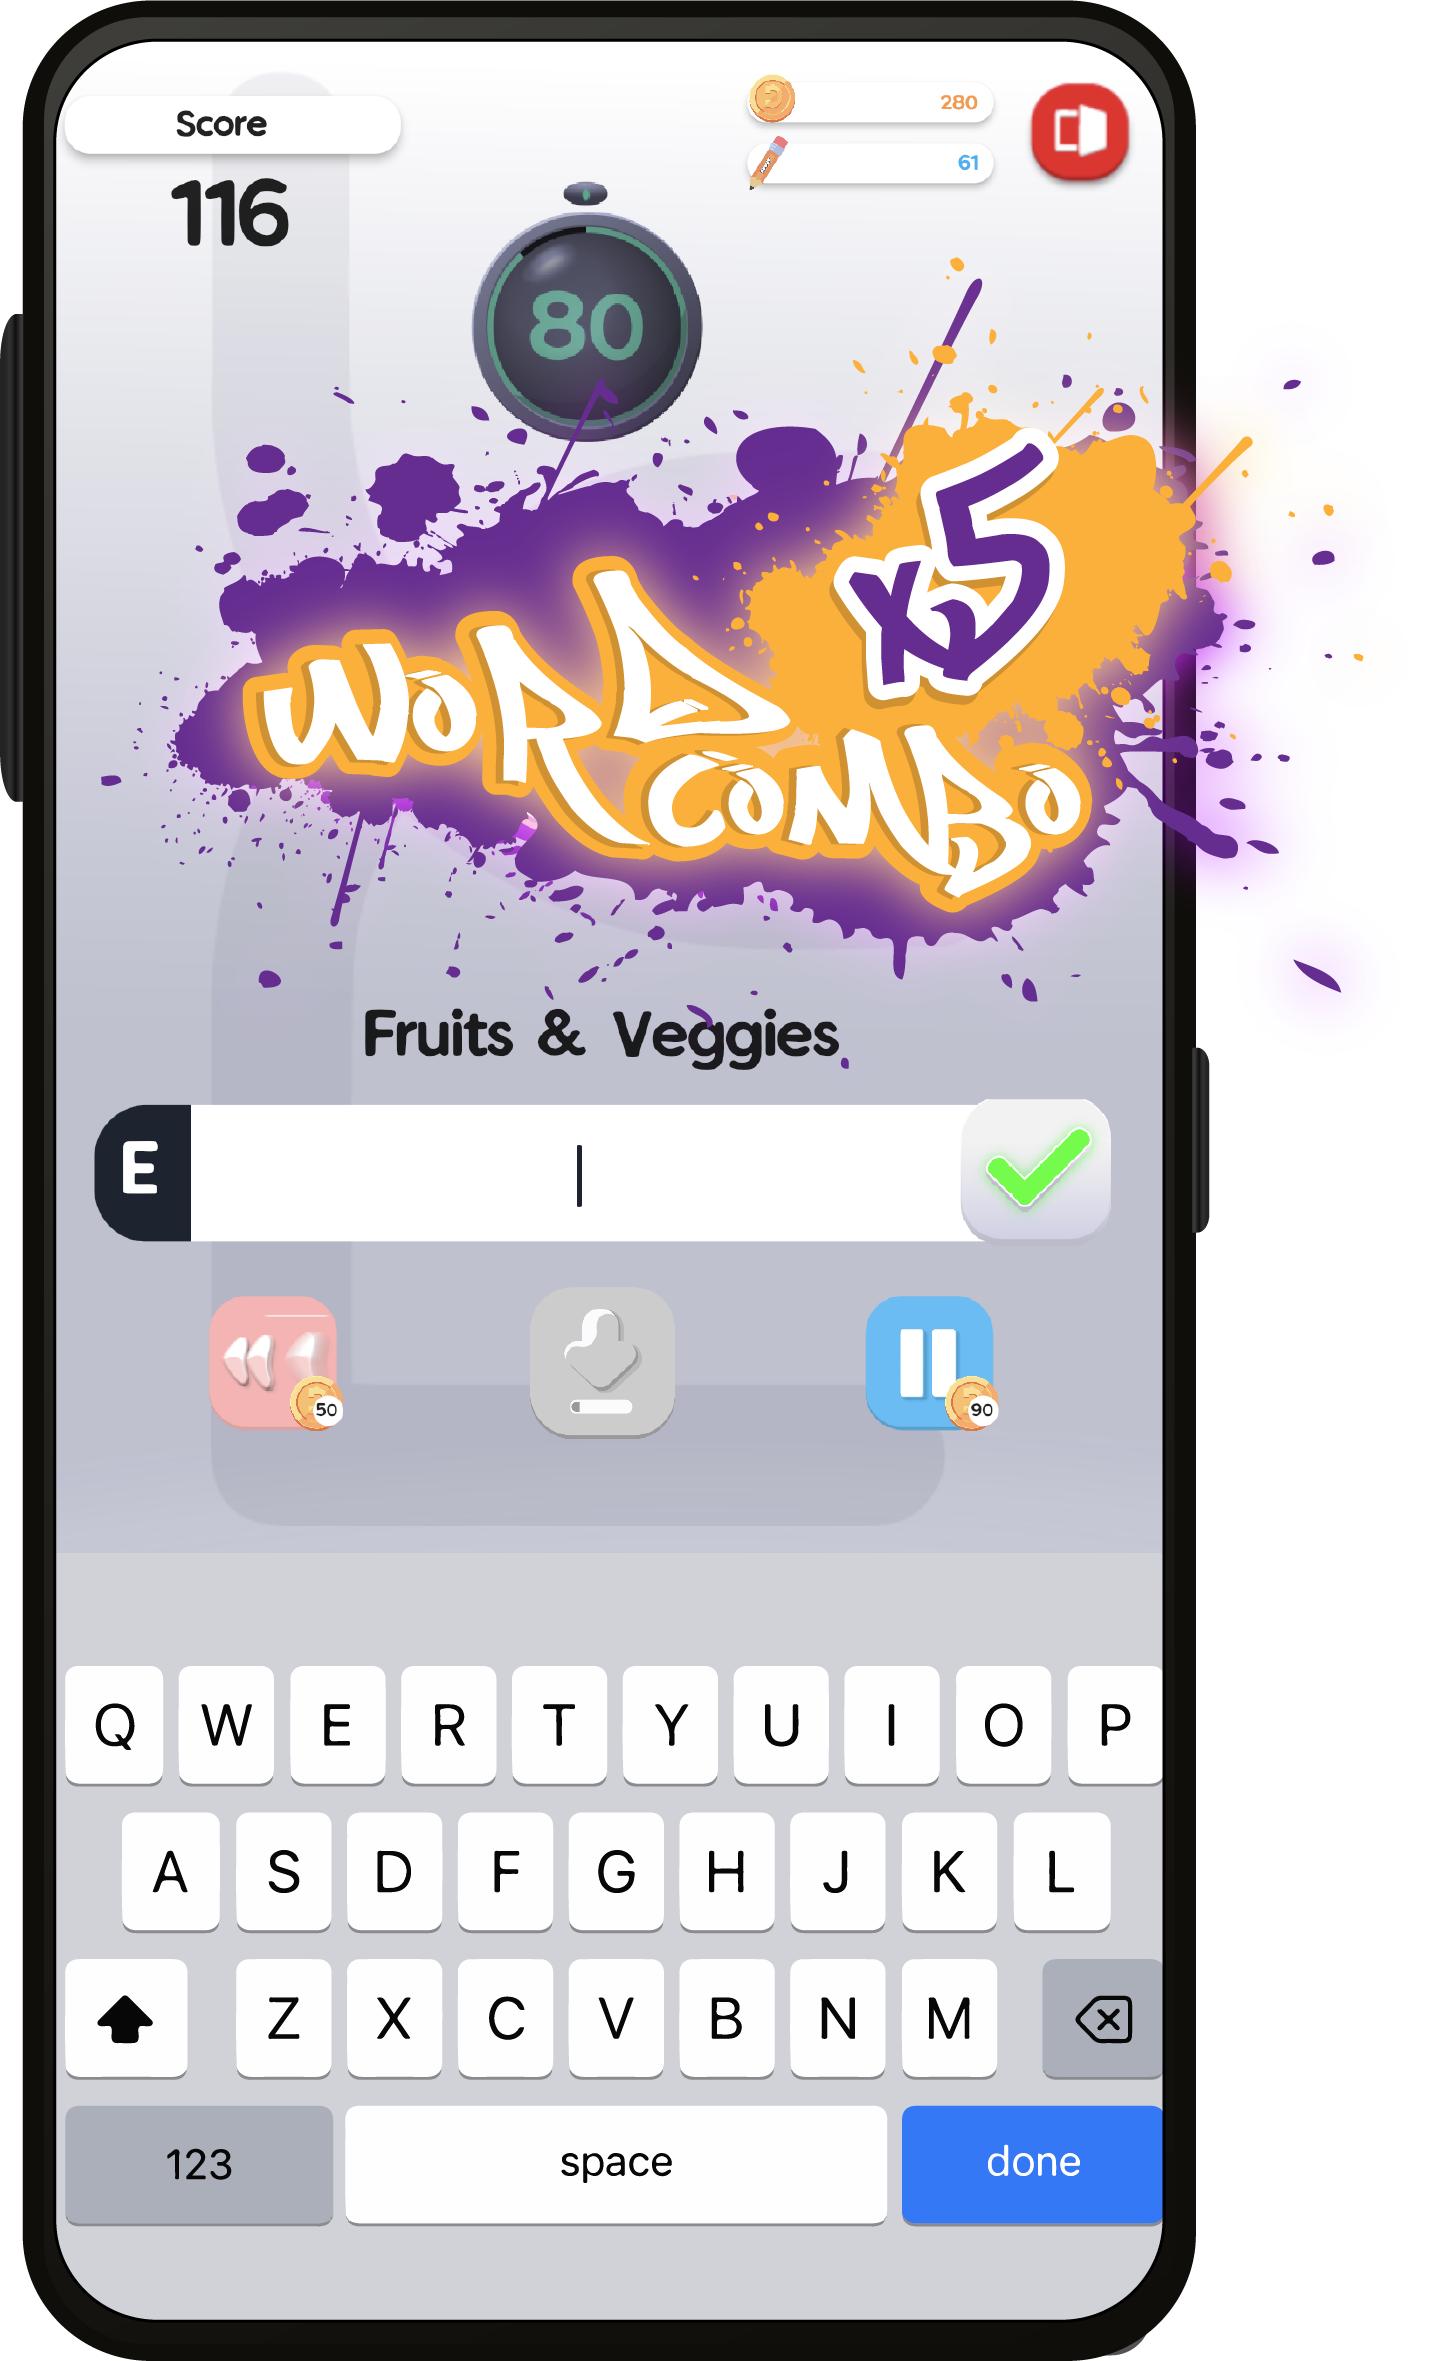 Score
116
280
61
80
x5
WORD
COMBO
Fruits & Veggies
E
50
90
Q W E R T Y U I O P
A S D F G H J K L
Z X C V B N M
123 space done